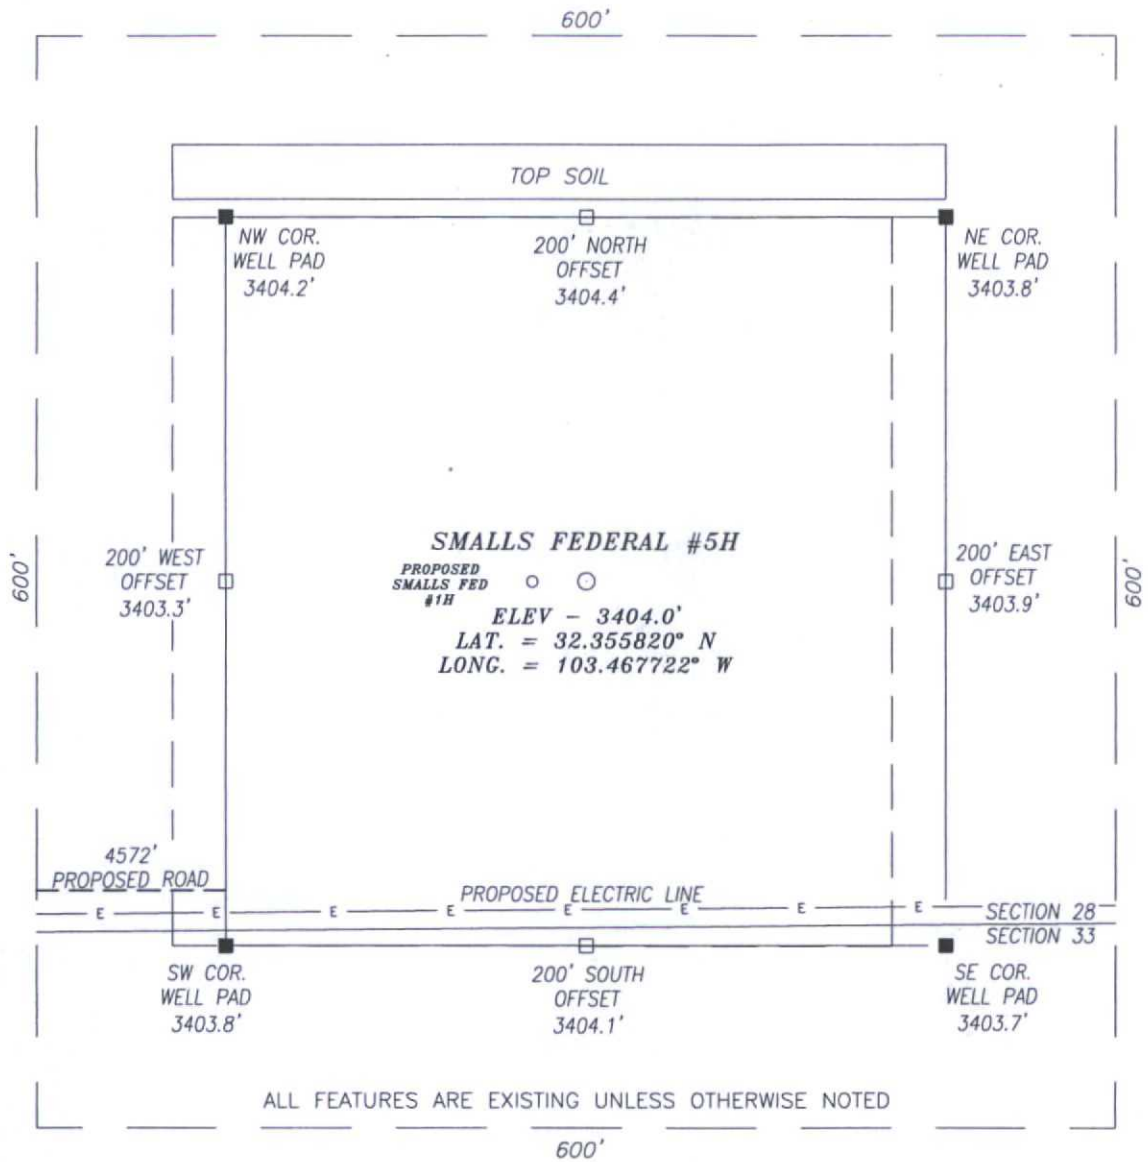 600'
TOP SOIL
NW COR.
WELL PAD
3404.2'
200' NORTH
OFFSET
3404.4'
NE COR.
WELL PAD
3403.8'
600'
200' WEST
OFFSET
3403.3'
SMALLS FEDERAL #5H
PROPOSED
SMALLS FED
#1H
ELEV - 3404.0'
LAT. = 32.355820° N
LONG. = 103.467722° W
200' EAST
OFFSET
3403.9'
600'
4572'
PROPOSED ROAD
PROPOSED ELECTRIC LINE
E E E E E E E E
SECTION 28
SECTION 33
SW COR.
WELL PAD
3403.8'
200' SOUTH
OFFSET
3404.1'
SE COR.
WELL PAD
3403.7'
ALL FEATURES ARE EXISTING UNLESS OTHERWISE NOTED
600'